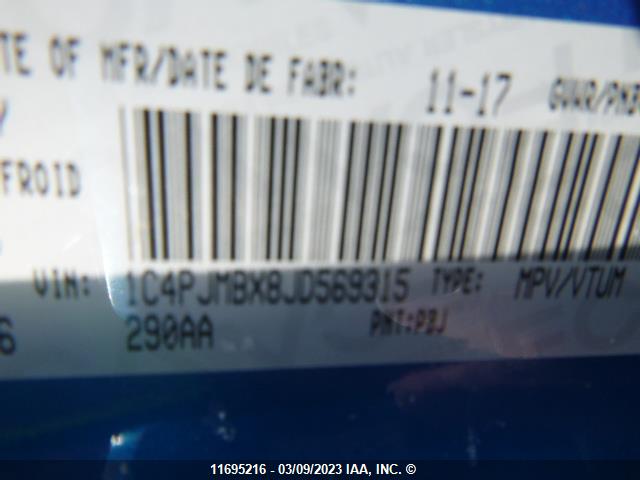 TE OF MFR/DATE DE FABR: 11-17 GVWR/PNB
Y
FROID
VIN: 1C4PJMBX8JD569315 TYPE: MPV/VTUM
6 290AA PNT:PBJ
11695216 - 03/09/2023 IAA, INC. ©